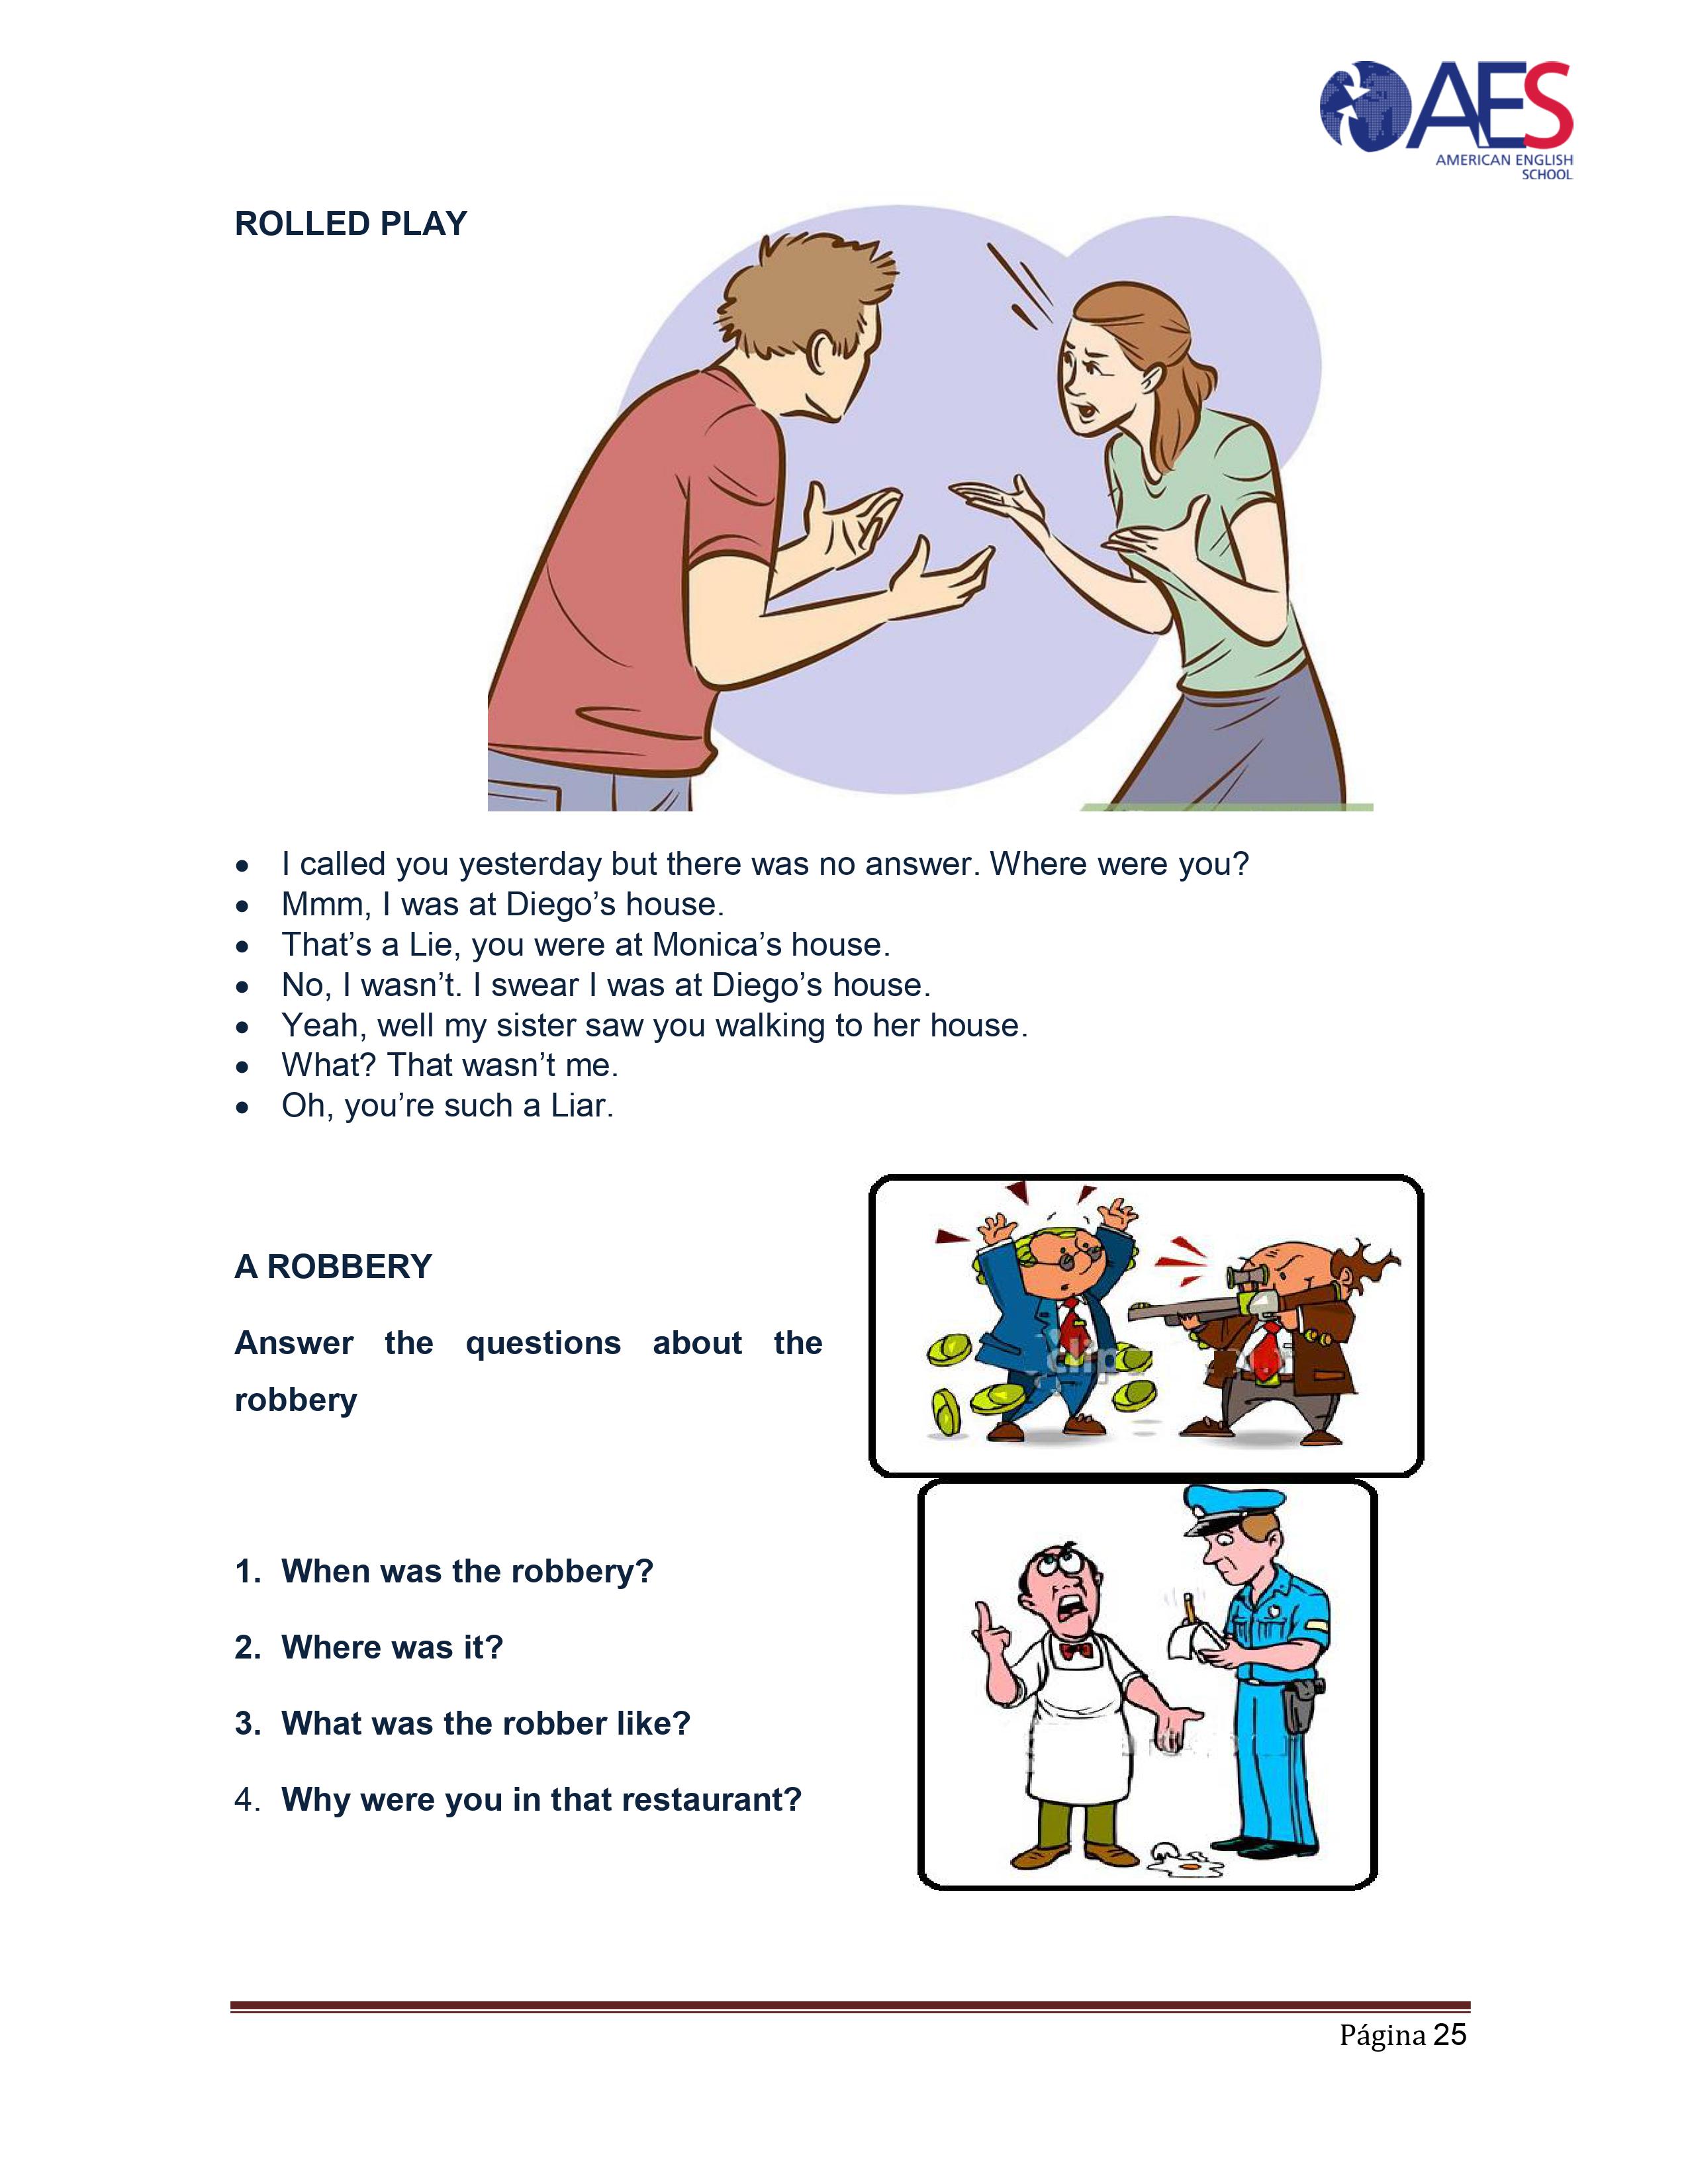 AES
AMERICAN ENGLISH
SCHOOL
ROLLED PLAY
• I called you yesterday but there was no answer. Where were you?
• Mmm, I was at Diego’s house.
• That’s a Lie, you were at Monica’s house.
• No, I wasn’t. I swear I was at Diego’s house.
• Yeah, well my sister saw you walking to her house.
• What? That wasn’t me.
• Oh, you’re such a Liar.
A ROBBERY
Answer the questions about the
robbery
1. When was the robbery?
2. Where was it?
3. What was the robber like?
4. Why were you in that restaurant?
Página 25